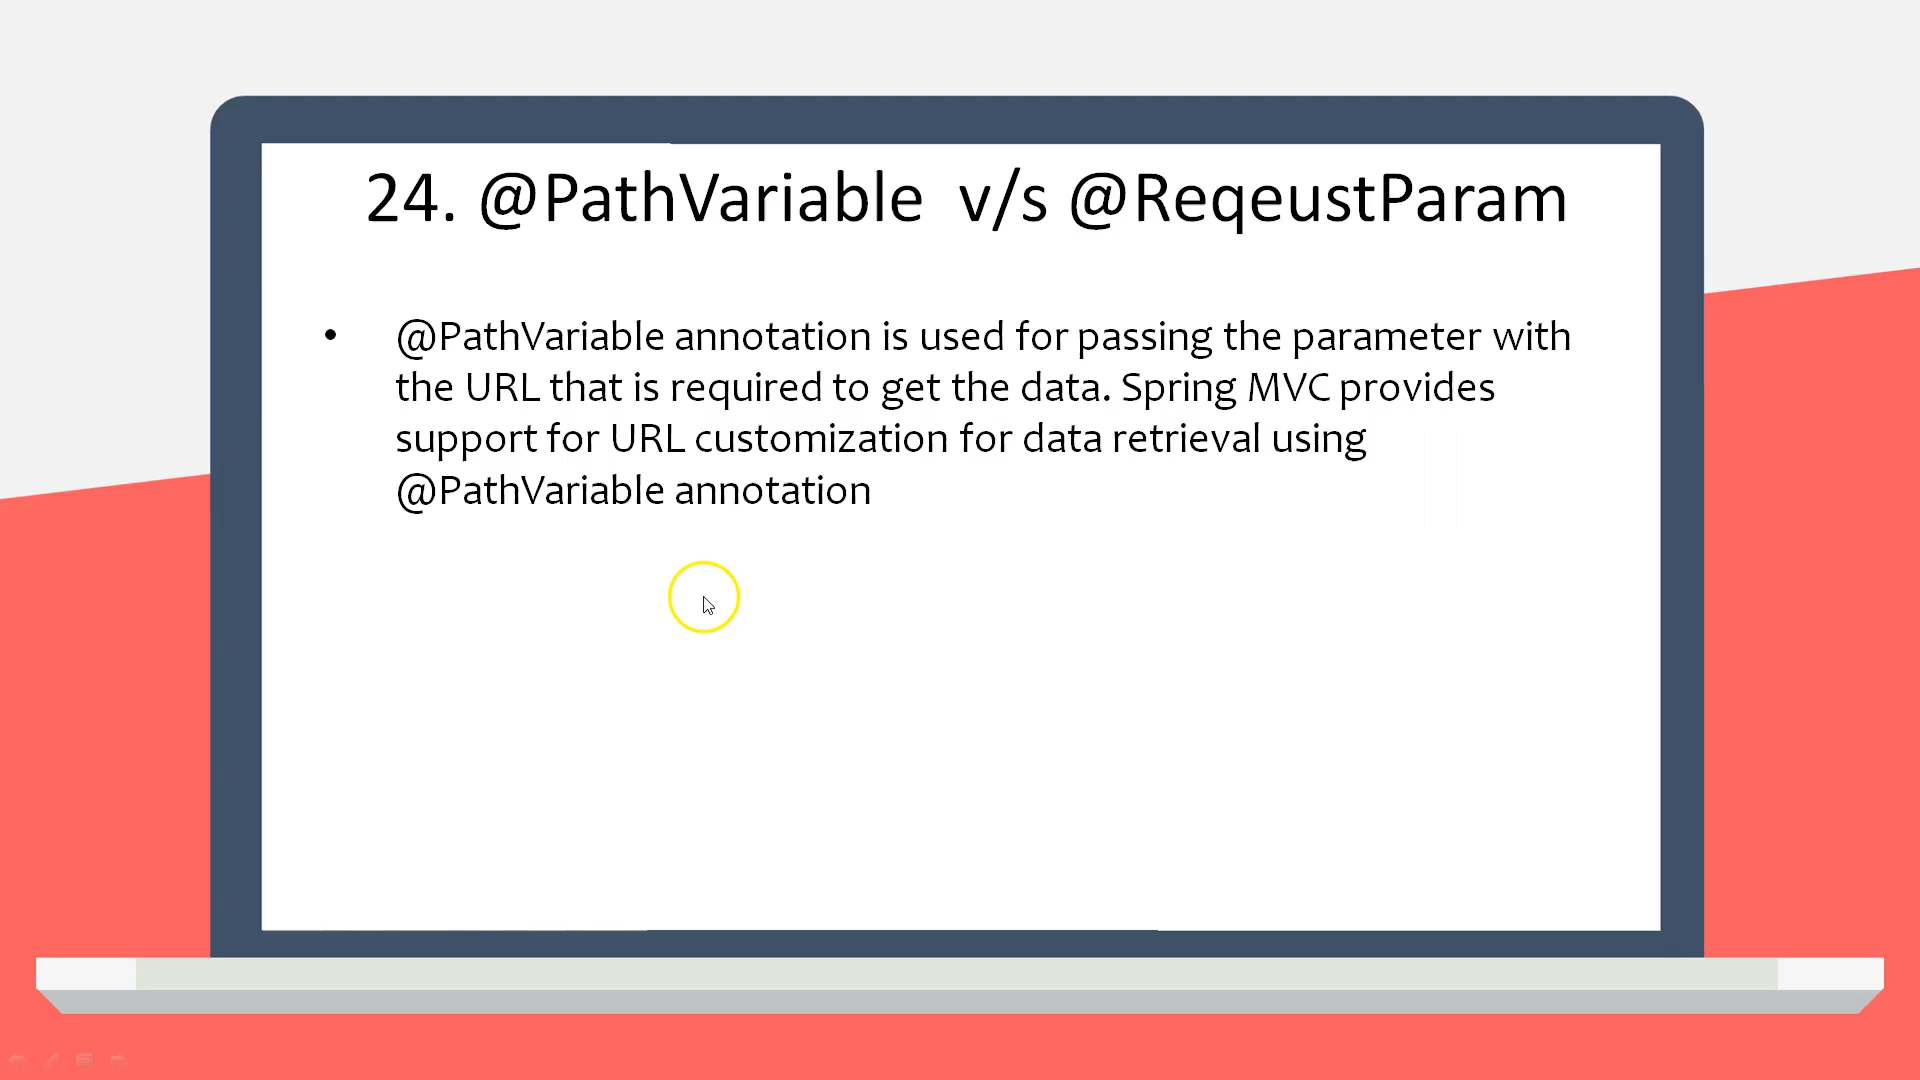 24. @PathVariable v/s @ReqeustParam
• @PathVariable annotation is used for passing the parameter with
the URL that is required to get the data. Spring MVC provides
support for URL customization for data retrieval using
@PathVariable annotation